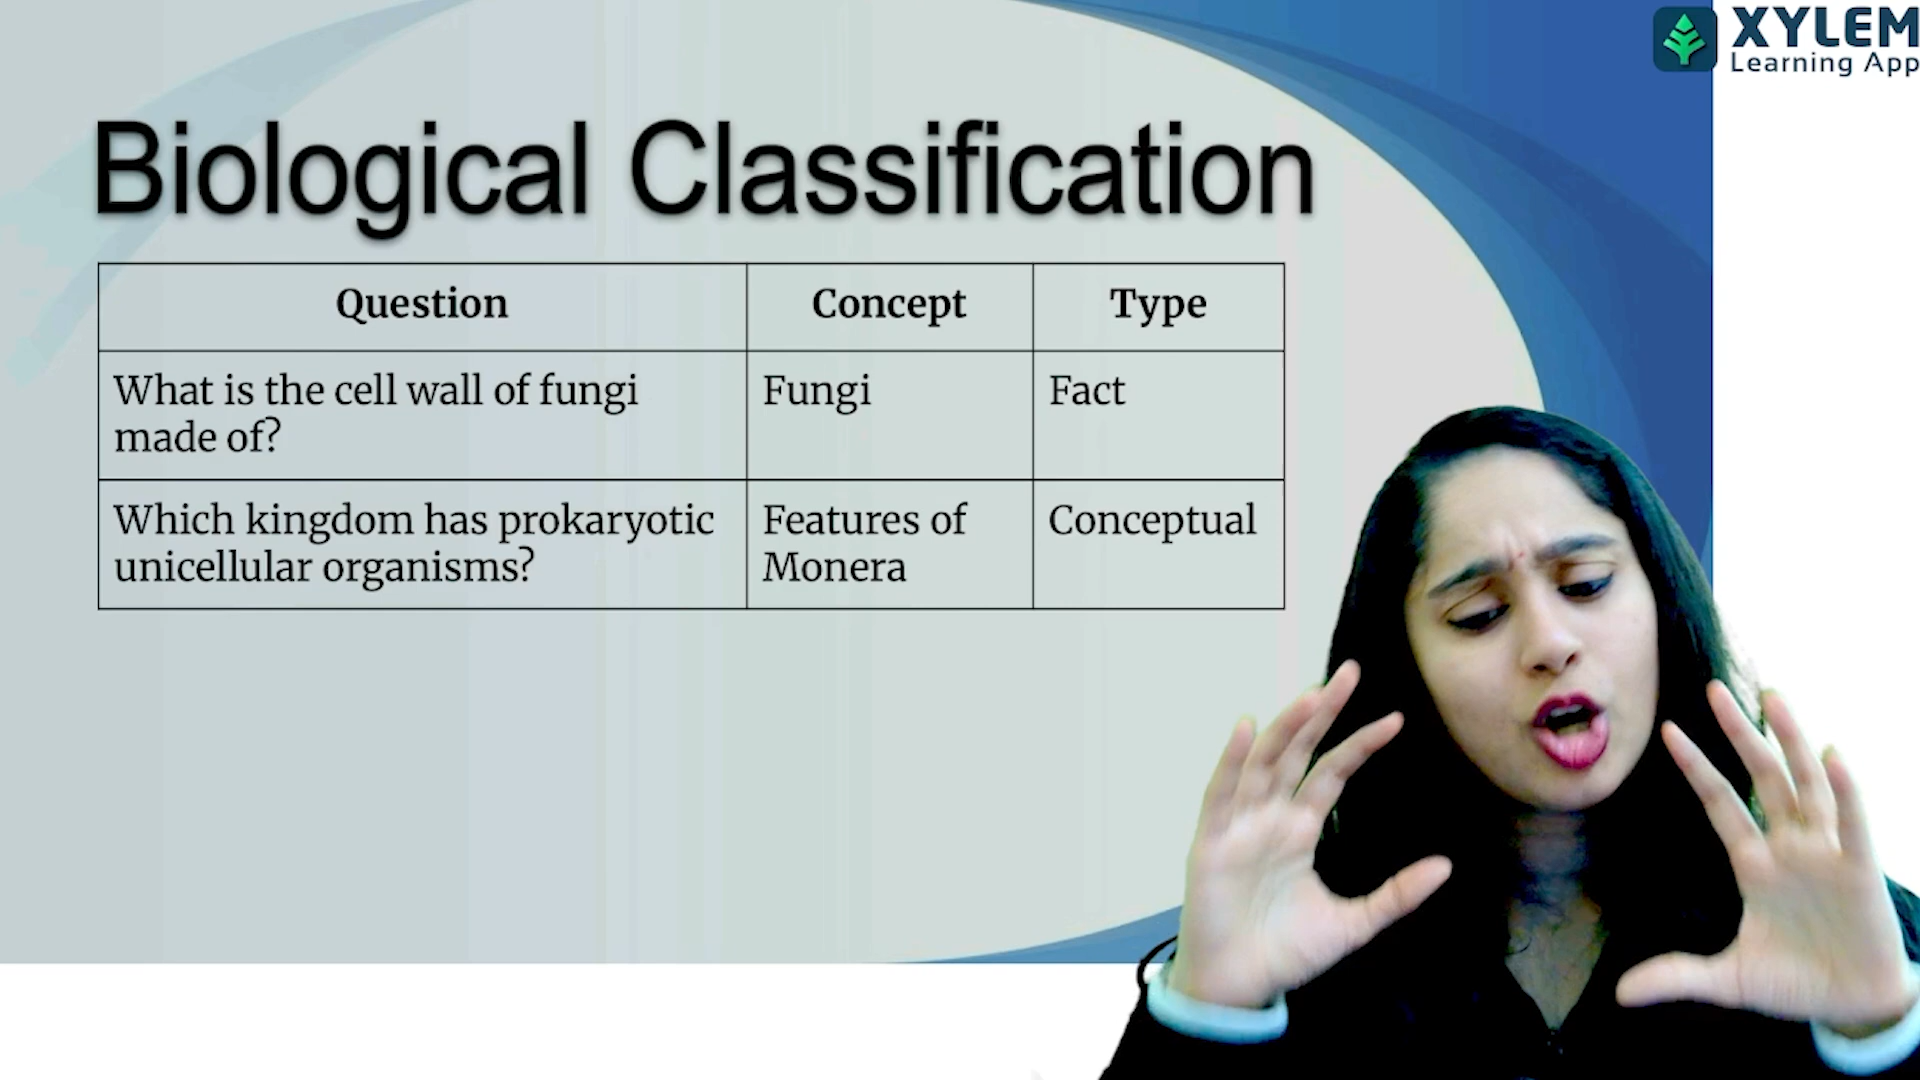 XYLEM
Learning App
Biological Classification
Question Concept Type
What is the cell wall of fungi
made of?
Fungi
Fact
Which kingdom has prokaryotic
unicellular organisms?
Features of
Monera
Conceptual